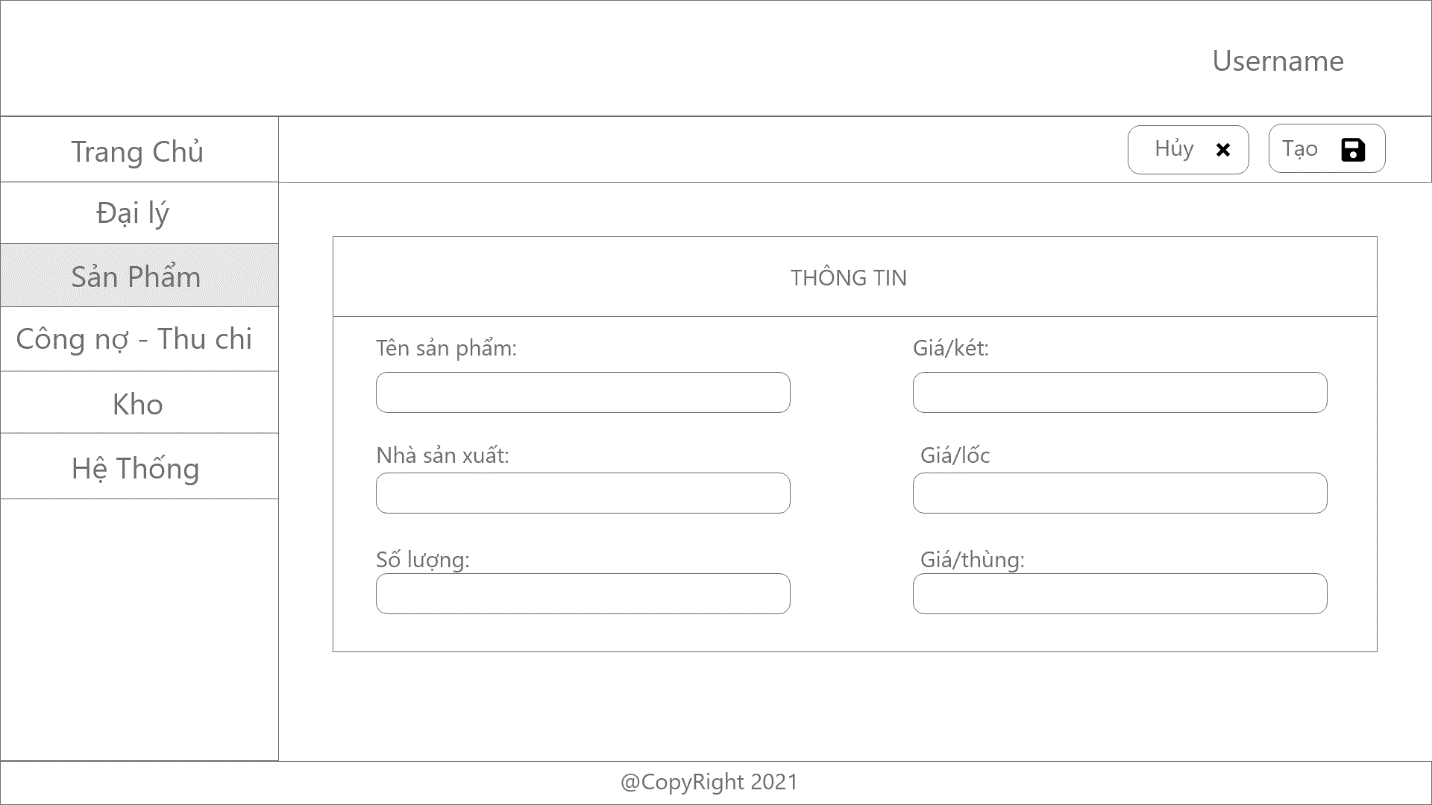 Username
Hủy
Tạo
Trang Chủ
Đại lý
Sản Phẩm
Công nợ - Thu chi
Kho
Hệ Thống
THÔNG TIN
Tên sản phẩm:
Giá/két:
Nhà sản xuất:
Giá/lốc
Số lượng:
Giá/thùng:
@CopyRight 2021